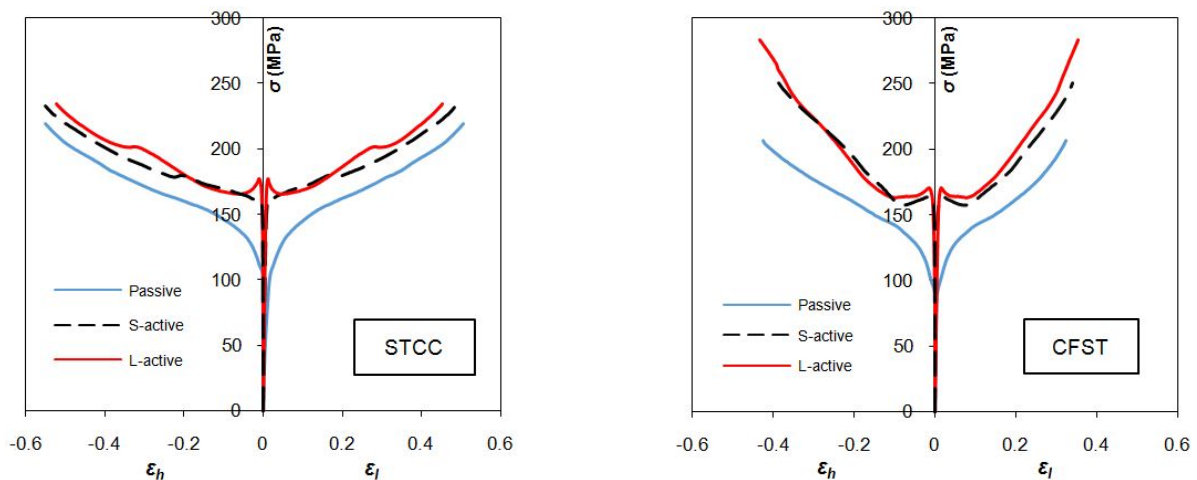 300
250
200
150
100
50
0
σ (MPa)
Passive
S-active
L-active
STCC
-0.6 -0.4 -0.2 0 0.2 0.4 0.6
εh εl
300
250
200
150
100
50
0
σ (MPa)
Passive
S-active
L-active
CFST
-0.6 -0.4 -0.2 0 0.2 0.4 0.6
εh εl